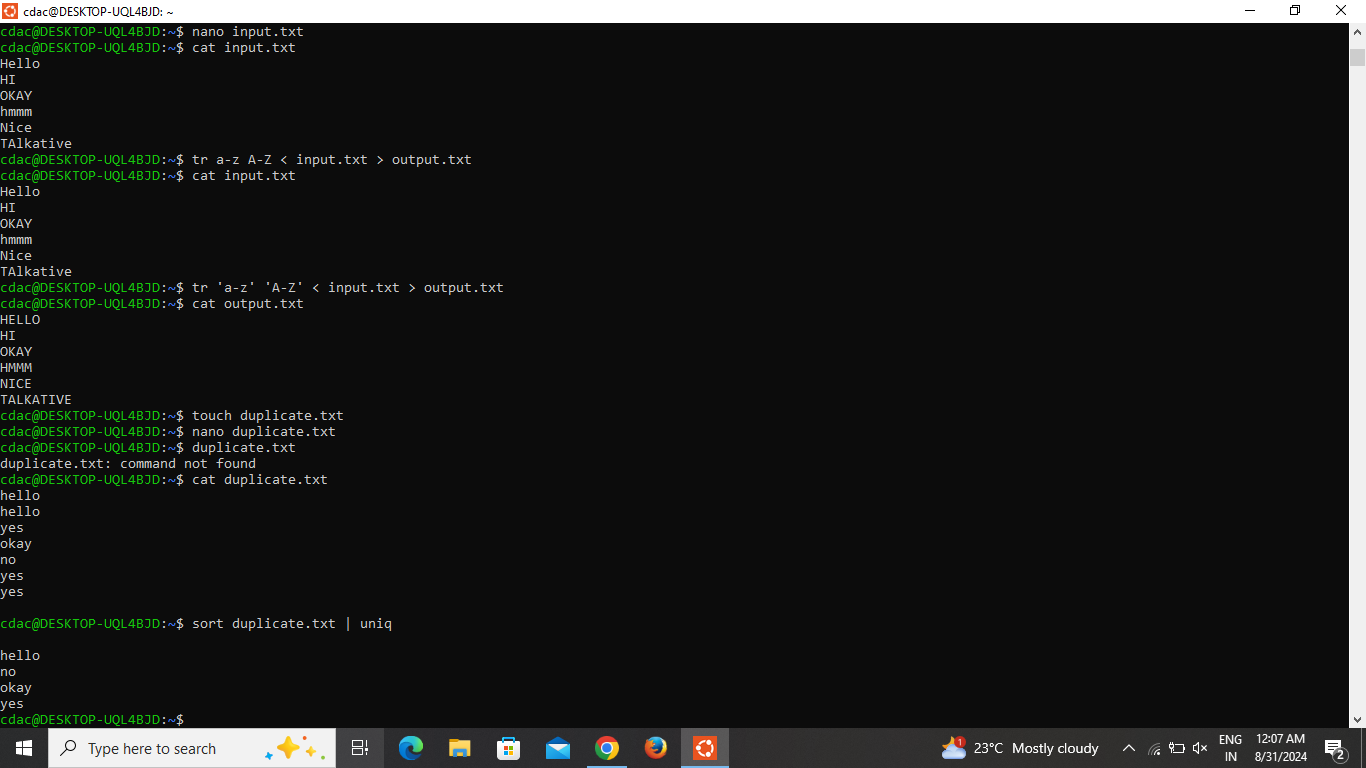 cdac@DESKTOP-UQL4BJD: ~
cdac@DESKTOP-UQL4BJD:~$ nano input.txt
cdac@DESKTOP-UQL4BJD:~$ cat input.txt
Hello
HI
OKAY
hmmm
Nice
TAlkative
cdac@DESKTOP-UQL4BJD:~$ tr a-z A-Z < input.txt > output.txt
cdac@DESKTOP-UQL4BJD:~$ cat input.txt
Hello
HI
OKAY
hmmm
Nice
TAlkative
cdac@DESKTOP-UQL4BJD:~$ tr 'a-z' 'A-Z' < input.txt > output.txt
cdac@DESKTOP-UQL4BJD:~$ cat output.txt
HELLO
HI
OKAY
HMMM
NICE
TALKATIVE
cdac@DESKTOP-UQL4BJD:~$ touch duplicate.txt
cdac@DESKTOP-UQL4BJD:~$ nano duplicate.txt
cdac@DESKTOP-UQL4BJD:~$ duplicate.txt
duplicate.txt: command not found
cdac@DESKTOP-UQL4BJD:~$ cat duplicate.txt
hello
hello
yes
okay
no
yes
yes
cdac@DESKTOP-UQL4BJD:~$ sort duplicate.txt | uniq
hello
no
okay
yes
cdac@DESKTOP-UQL4BJD:~$
Type here to search
1
23°C Mostly cloudy
ENG
IN
12:07 AM
8/31/2024
2